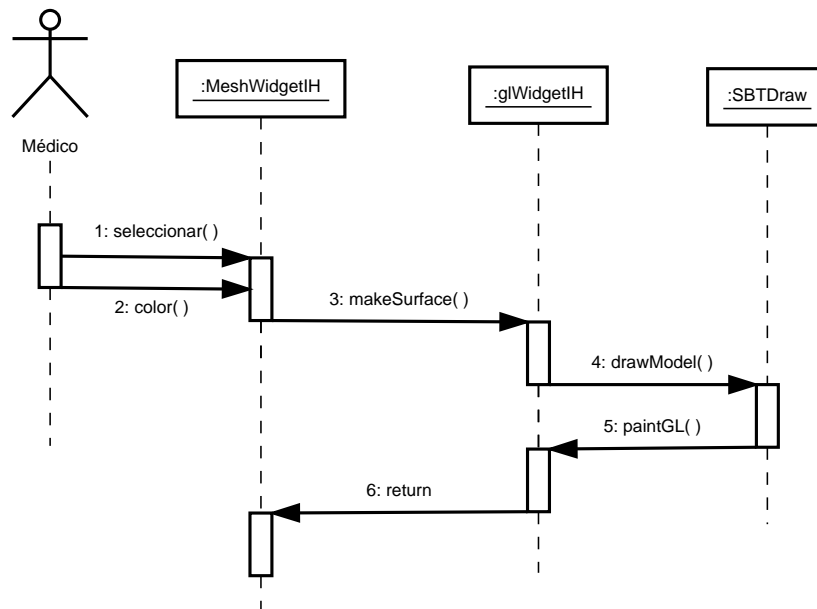 :MeshWidgetIH
:glWidgetIH
:SBTDraw
Médico
1: seleccionar( )
2: color( )
3: makeSurface( )
4: drawModel( )
5: paintGL( )
6: return